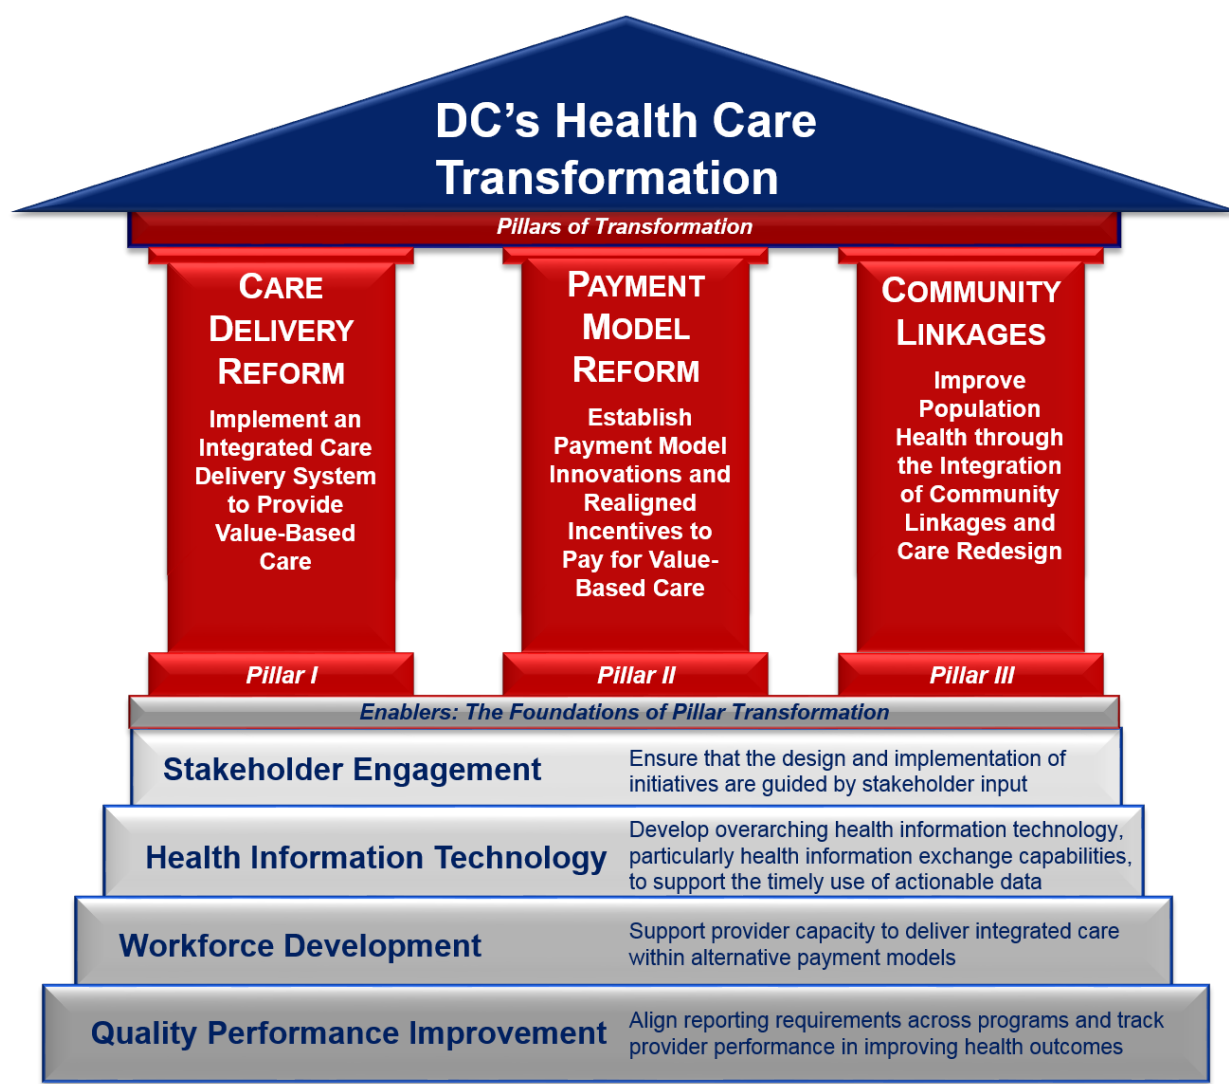 DC's Health Care
Transformation
Pillars of Transformation
CARE
DELIVERY
REFORM
Implement an
Integrated Care
Delivery System
to Provide
Value-Based
Care
Pillar I
PAYMENT
MODEL
REFORM
Establish
Payment Model
Innovations and
Realigned
Incentives to
Pay for Value-
Based Care
Pillar II
COMMUNITY
LINKAGES
Improve
Population
Health through
the Integration
of Community
Linkages and
Care Redesign
Pillar III
Enablers: The Foundations of Pillar Transformation
Stakeholder Engagement
Ensure that the design and implementation of
initiatives are guided by stakeholder input
Health Information Technology
Develop overarching health information technology,
particularly health information exchange capabilities,
to support the timely use of actionable data
Workforce Development
Support provider capacity to deliver integrated care
within alternative payment models
Quality Performance Improvement
Align reporting requirements across programs and track
provider performance in improving health outcomes